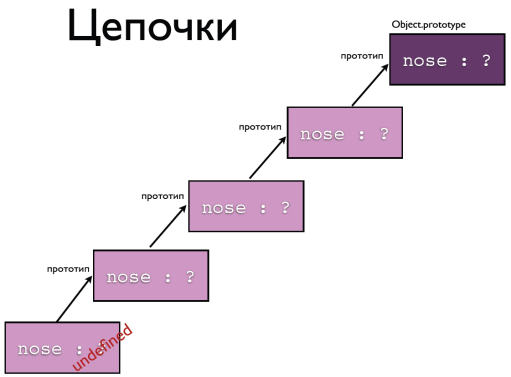 Цепочки
Object.prototype
nose : ?
прототип
nose : ?
прототип
nose : ?
прототип
nose : ?
прототип
nose : ?
undefined